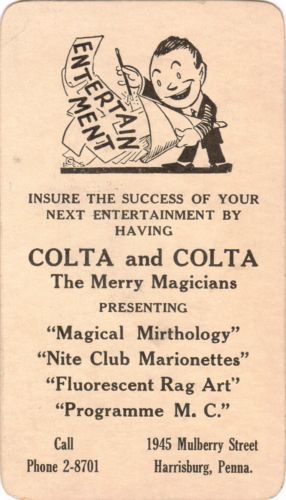 ENTERTAIN
MENT
INSURE THE SUCCESS OF YOUR
NEXT ENTERTAINMENT BY
HAVING
COLTA and COLTA
The Merry Magicians
PRESENTING
“Magical Mirthology”
“Nite Club Marionettes”
“Fluorescent Rag Art”
“Programme M. C.”
Call
Phone 2-8701
1945 Mulberry Street
Harrisburg, Penna.